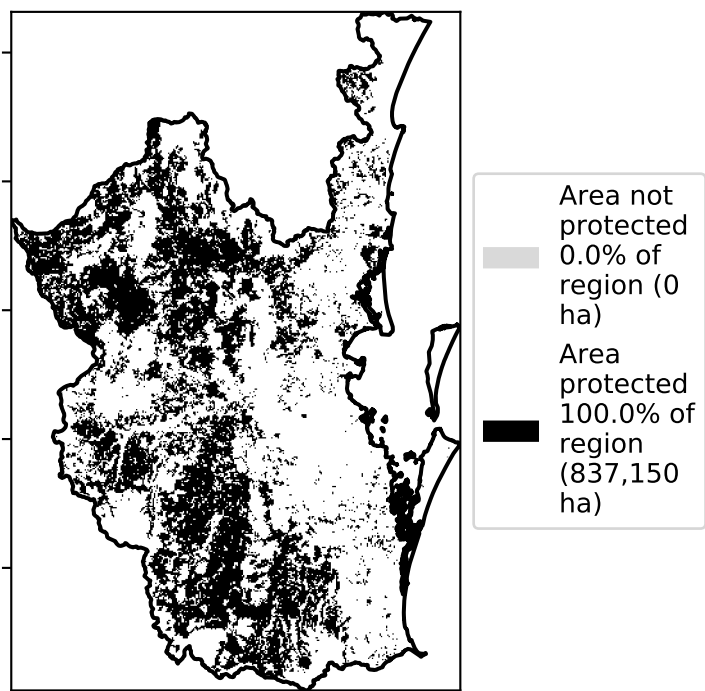 Area not
protected
0.0% of
region (0
ha)
Area
protected
100.0% of
region
(837,150
ha)